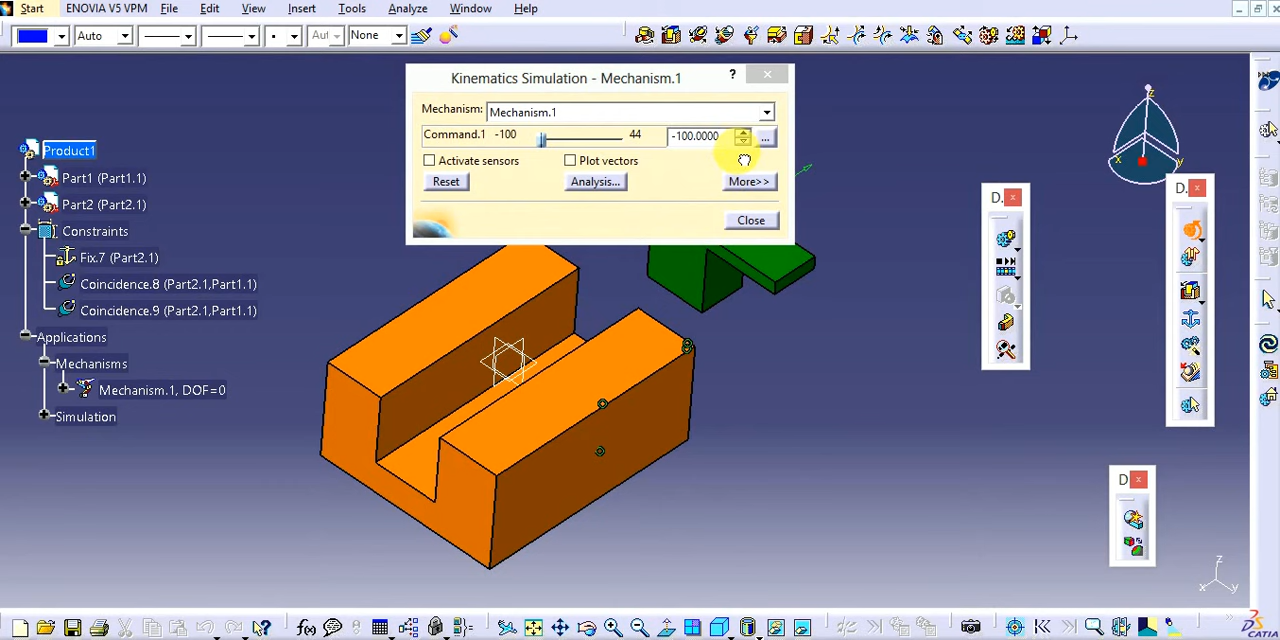 Start ENOVIA V5 VPM File Edit View Insert Tools Analyze Window Help
Auto Aut None
Kinematics Simulation - Mechanism.1 ?
Mechanism: Mechanism.1
Command.1 -100 44 -100.0000 ...
Activate sensors Plot vectors
Reset Analysis... More>>
Close
Product1
Part1 (Part1.1)
Part2 (Part2.1)
Constraints
Fix.7 (Part2.1)
Coincidence.8 (Part2.1,Part1.1)
Coincidence.9 (Part2.1,Part1.1)
Applications
Mechanisms
Mechanism.1, DOF=0
Simulation
z
x y
D.. x
D.. x
D x
z
x y
f(x)
CATIA